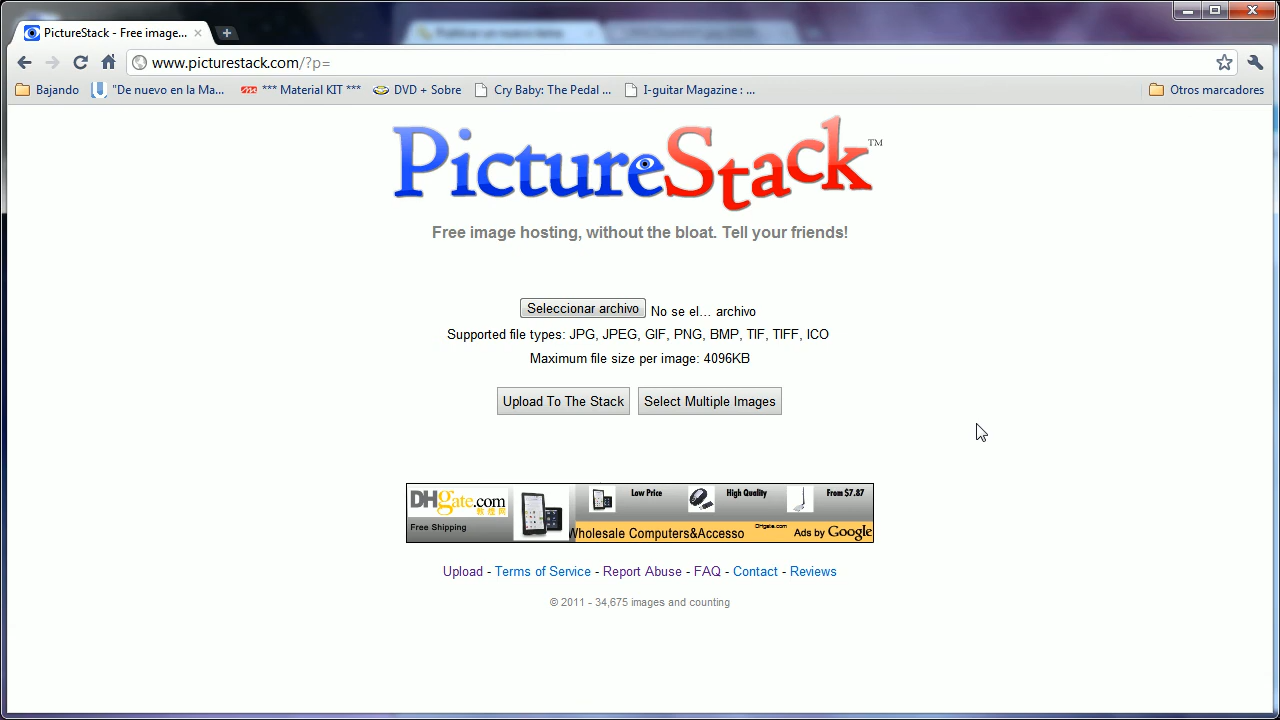 PictureStack - Free image...
www.picturestack.com/?p=
Bajando "De nuevo en la Ma... *** Material KIT *** DVD + Sobre Cry Baby: The Pedal ... I-guitar Magazine : ... Otros marcadores
PictureStack™
Free image hosting, without the bloat. Tell your friends!
Seleccionar archivo No se el... archivo
Supported file types: JPG, JPEG, GIF, PNG, BMP, TIF, TIFF, ICO
Maximum file size per image: 4096KB
Upload To The Stack Select Multiple Images
DHgate.com Low Price High Quality From $7.87
Free Shipping Wholesale Computers&Accesso DHgate.com Ads by Google
Upload - Terms of Service - Report Abuse - FAQ - Contact - Reviews
© 2011 - 34,675 images and counting